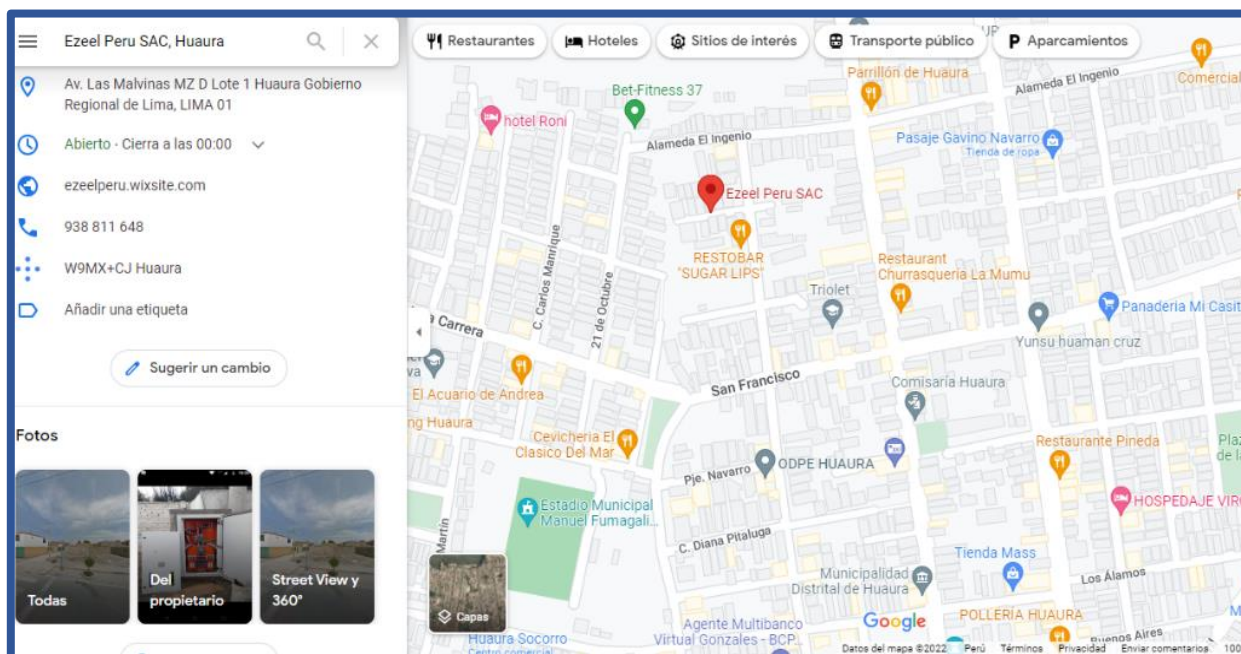 Ezeel Peru SAC, Huaura
Av. Las Malvinas MZ D Lote 1 Huaura Gobierno
Regional de Lima, LIMA 01
Abierto · Cierra a las 00:00
ezeelperu.wixsite.com
938 811 648
W9MX+CJ Huaura
Añadir una etiqueta
Sugerir un cambio
Fotos
Todas
Del
propietario
Street View y
360°
Restaurantes
Hoteles
Sitios de interés
Transporte público
P Aparcamientos
Parrillón de Huaura
Alameda El Ingenio
Comercial
Bet-Fitness 37
hotel Roni
Alameda El Ingenio
Pasaje Gavino Navarro
Tienda de ropa
Ezeel Peru SAC
RESTOBAR
"SUGAR LIPS"
Restaurant
Churrasquería La Mumu
C. Carlos Manrique
21 de Octubre
Triolet
Panaderia Mi Casit
Carrera
Yunsu huaman cruz
San Francisco
Comisaría Huaura
El Acuario de Andrea
Huaura
Cevicheria El
Clasico Del Mar
Restaurante Pineda
Pje. Navarro
ODPE HUAURA
Plaz
de la
Estadio Municipal
Manuel Fumagali...
HOSPEDAJE VIR
Martín
C. Diana Pitaluga
Tienda Mass
Los Álamos
Municipalidad
Distrital de Huaura
Capas
Google
POLLERÍA HUAURA
Agente Multibanco
Virtual Gonzales - BCP...
Huaura Socorro
Centro comercial
Buenos Aires
Datos del mapa ©2022 Perú Términos Privacidad Enviar comentarios 100